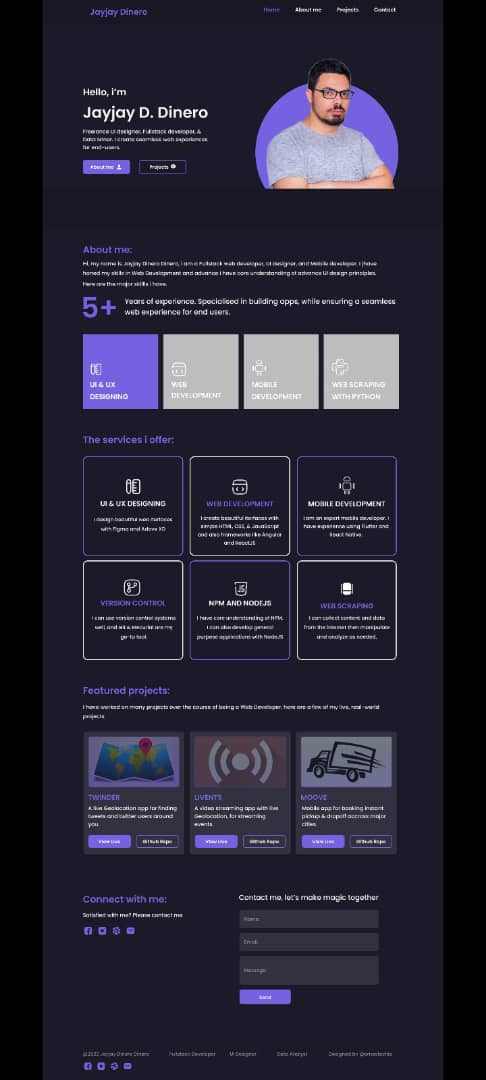 Jayjay Dinero
Home About me Projects Contact
Hello, i'm
Jayjay D. Dinero
Freelance UI designer, Fullstack developer, &
Data Miner. I create seamless web experiences
for end-users.
About me Projects
About me:
Hi, my name is Jayjay Dinero Dinero, I am a Fullstack web developer, UI designer, and Mobile developer. I have
honed my skills in Web Development and advance I have core understanding of advance UI design principles.
Here are the major skills i have.
5+
Years of experience. Specialised in building apps, while ensuring a seamless
web experience for end users.
UI & UX
DESIGNING
WEB
DEVELOPMENT
MOBILE
DEVELOPMENT
WEB SCRAPING
WITH PYTHON
The services i offer:
UI & UX DESIGNING
I design beautiful web iterfaces
with Figma and Adobe XD
WEB DEVELOPMENT
I create beautiful iterfaces with
simple HTML, CSS, & JavaScript
and also frameworks like Angular
and ReactJS
MOBILE DEVELOPMENT
I am an expert mobile developer. I
have experience using Flutter and
React Native.
VERSION CONTROL
I can use version control systems
well, and Git & Mecurial are my
go-to tool.
NPM AND NODEJS
I have core understanding of NPM.
I can also develop general
purpose applications with NodeJS
WEB SCRAPING
I can collect content and data
from the internet then manipulate
and analyze as needed.
Featured projects:
I have worked on many projects over the course of being a Web Developer, here are a few of my live, real-world
projects
TWINDER
A live Geolocation app for finding
tweets and twitter users around
you.
View Live Github Repo
LIVENTS
A video streaming app with live
Geolocation, for streaming
events.
View Live Github Repo
MOOVE
Mobile app for booking instant
pickup & dropoff accross major
cities.
View Live Github Repo
Connect with me:
Satisfied with me? Please contact me
Contact me, let's make magic together
Name:
Email:
Message:
Send
Jayjay Dinero Dinero Fullstack Developer UI Designer Data Analyst Designed by